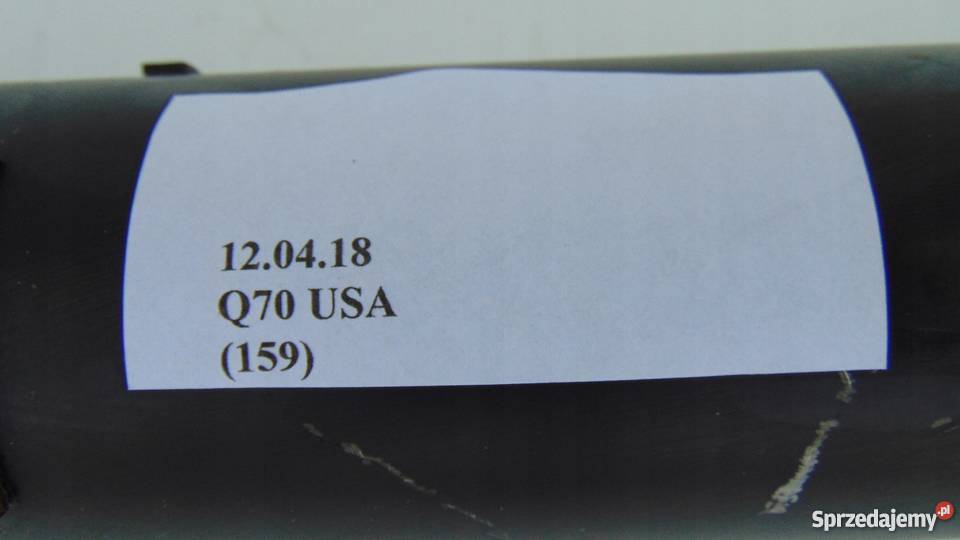 12.04.18
Q70 USA
(159)
Sprzedajemy.pl